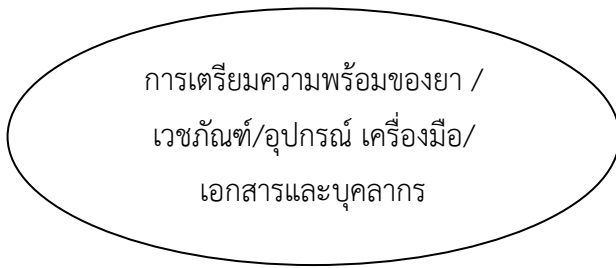 การเตรียมความพร้อมของยา /
เวชภัณฑ์/อุปกรณ์ เครื่องมือ/
เอกสารและบุคลากร